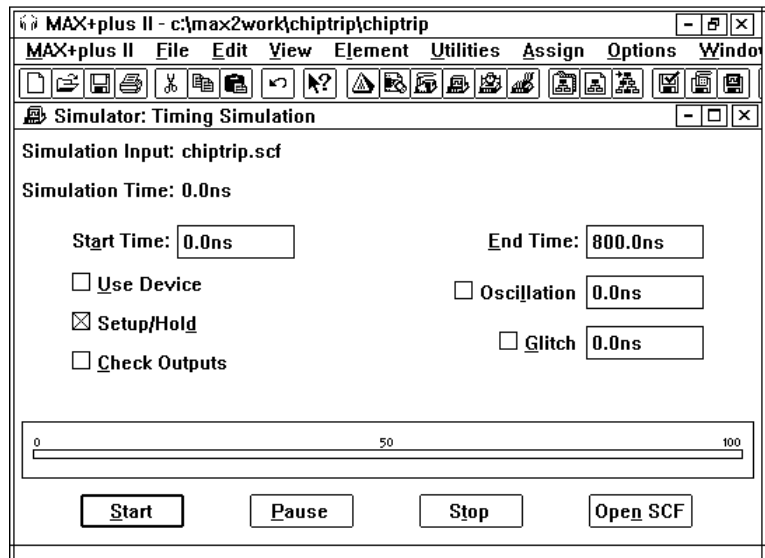 MAX+plus II - c:\max2work\chiptrip\chiptrip
MAX+plus II File Edit View Element Utilities Assign Options Windo
Simulator: Timing Simulation
Simulation Input: chiptrip.scf
Simulation Time: 0.0ns
Start Time: 0.0ns End Time: 800.0ns
Use Device Oscillation 0.0ns
Setup/Hold Glitch 0.0ns
Check Outputs
0 50 100
Start Pause Stop Open SCF